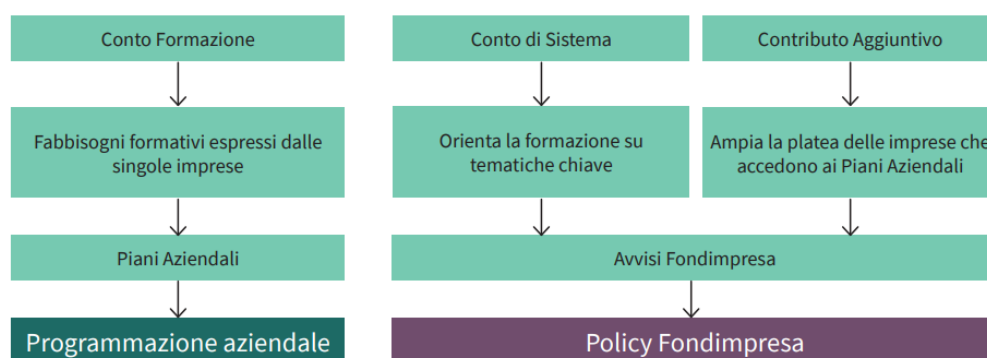 Conto Formazione
Conto di Sistema
Contributo Aggiuntivo
Fabbisogni formativi espressi dalle
singole imprese
Orienta la formazione su
tematiche chiave
Ampia la platea delle imprese che
accedono ai Piani Aziendali
Piani Aziendali
Avvisi Fondimpresa
Programmazione aziendale
Policy Fondimpresa